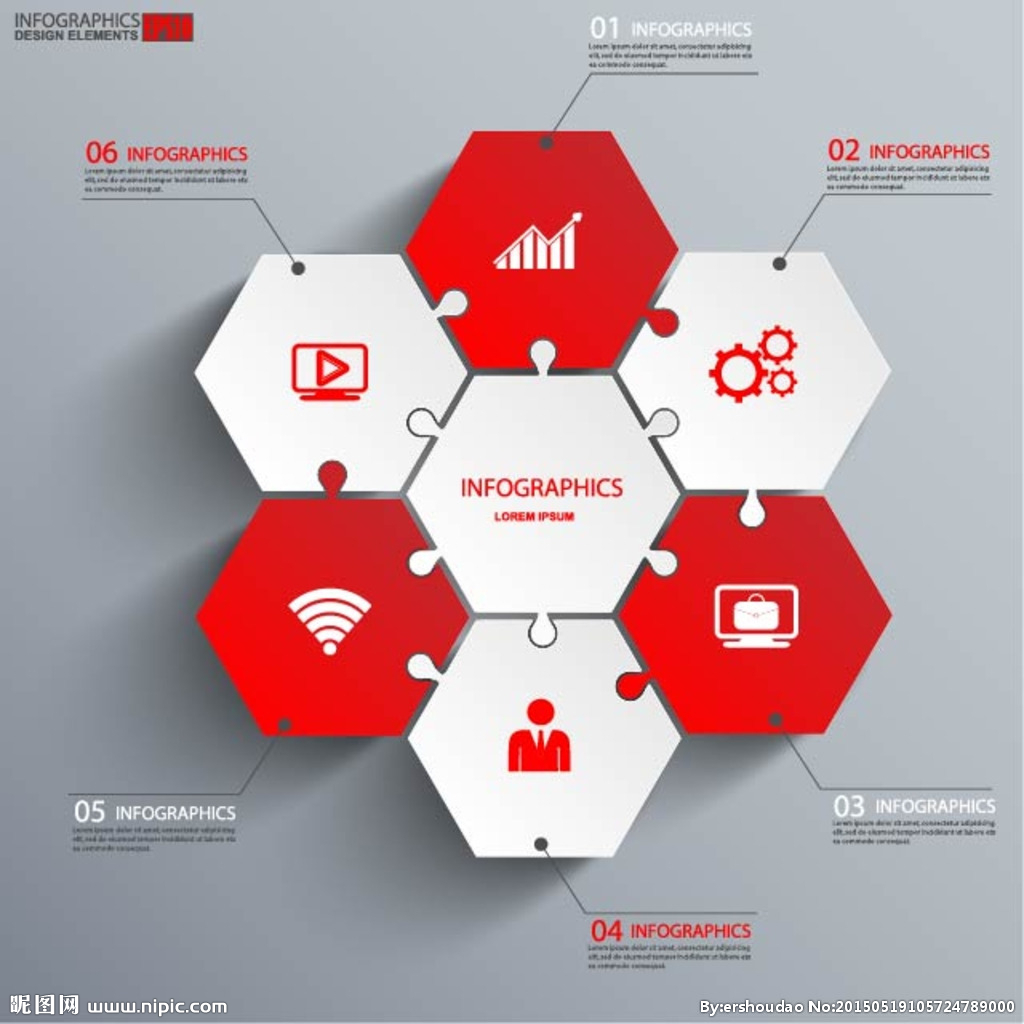 INFOGRAPHICS
DESIGN ELEMENTS
01 INFOGRAPHICS
Lorem ipsum dolor sit amet, consectetur adipisicing
elit, sed do eiusmod tempor incididunt ut labore ets
ea commodo consequat.
02 INFOGRAPHICS
Lorem ipsum dolor sit amet, consectetur adipisicing
elit, sed do eiusmod tempor incididunt ut labore ets
ea commodo consequat.
06 INFOGRAPHICS
Lorem ipsum dolor sit amet, consectetur adipisicing
elit, sed do eiusmod tempor incididunt ut labore ets
ea commodo consequat.
INFOGRAPHICS
LOREM IPSUM
05 INFOGRAPHICS
Lorem ipsum dolor sit amet, consectetur adipisicing
elit, sed do eiusmod tempor incididunt ut labore ets
ea commodo consequat.
03 INFOGRAPHICS
Lorem ipsum dolor sit amet, consectetur adipisicing
elit, sed do eiusmod tempor incididunt ut labore ets
ea commodo consequat.
04 INFOGRAPHICS
Lorem ipsum dolor sit amet, consectetur adipisicing
elit, sed do eiusmod tempor incididunt ut labore ets
ea commodo consequat.
昵图网 www.nipic.com
By:ershoudao No:20150519105724789000